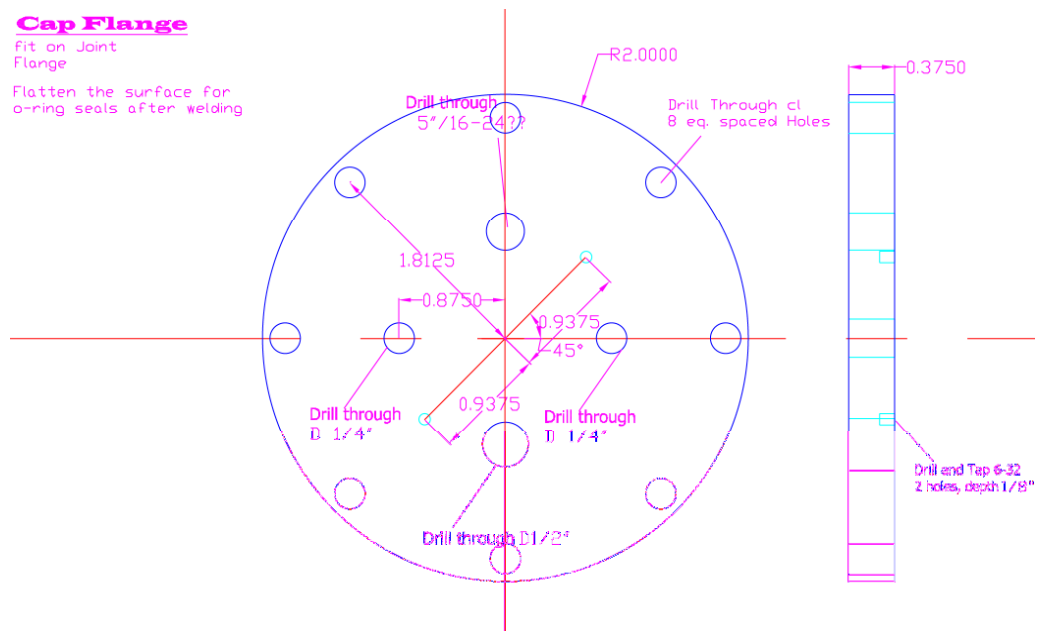 Cap Flange
fit on Joint
Flange
Flatten the surface for
o-ring seals after welding
R2.0000
0.3750
Drill through
5"/16-24??
Drill Through cl
8 eq. spaced Holes
1.8125
0.8750
0.9375
45°
0.9375
Drill through
D 1/4"
Drill through
D 1/4"
Drill and Tap 6-32
2 holes, depth 1/8"
Drill through D1/2"